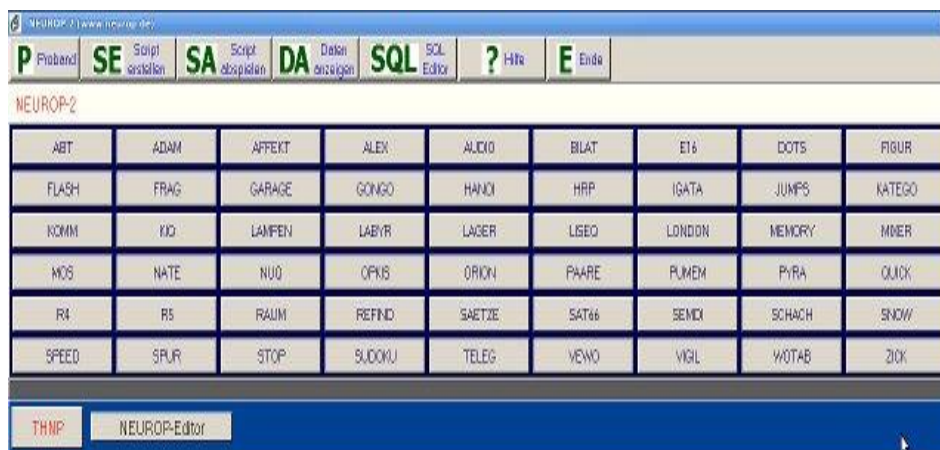 NEUROP-2 (www.neurop.de)
P Proband SE Script erstellen SA Script abspielen DA Daten anzeigen SQL SQL Editor ? Hilfe E Ende
NEUROP-2
ABT ADAM AFFEKT ALEX AUDIO BILAT E16 DOTS FIGUR
FLASH FRAG GARAGE GONGO HANOI HRP IGATA JUMPS KATEGO
KOMM KIO LAMPEN LABYR LAGER LISEQ LONDON MEMORY MIXER
MOS NATE NUQ OPKIS ORION PAARE PUMEM PYRA QUICK
R4 R5 RAUM REFIND SAETZE SAT66 SEMDI SCHACH SNOW
SPEED SPUR STOP SUDOKU TELEG VEWO VIGIL WOTAB ZICK
THNP NEUROP-Editor